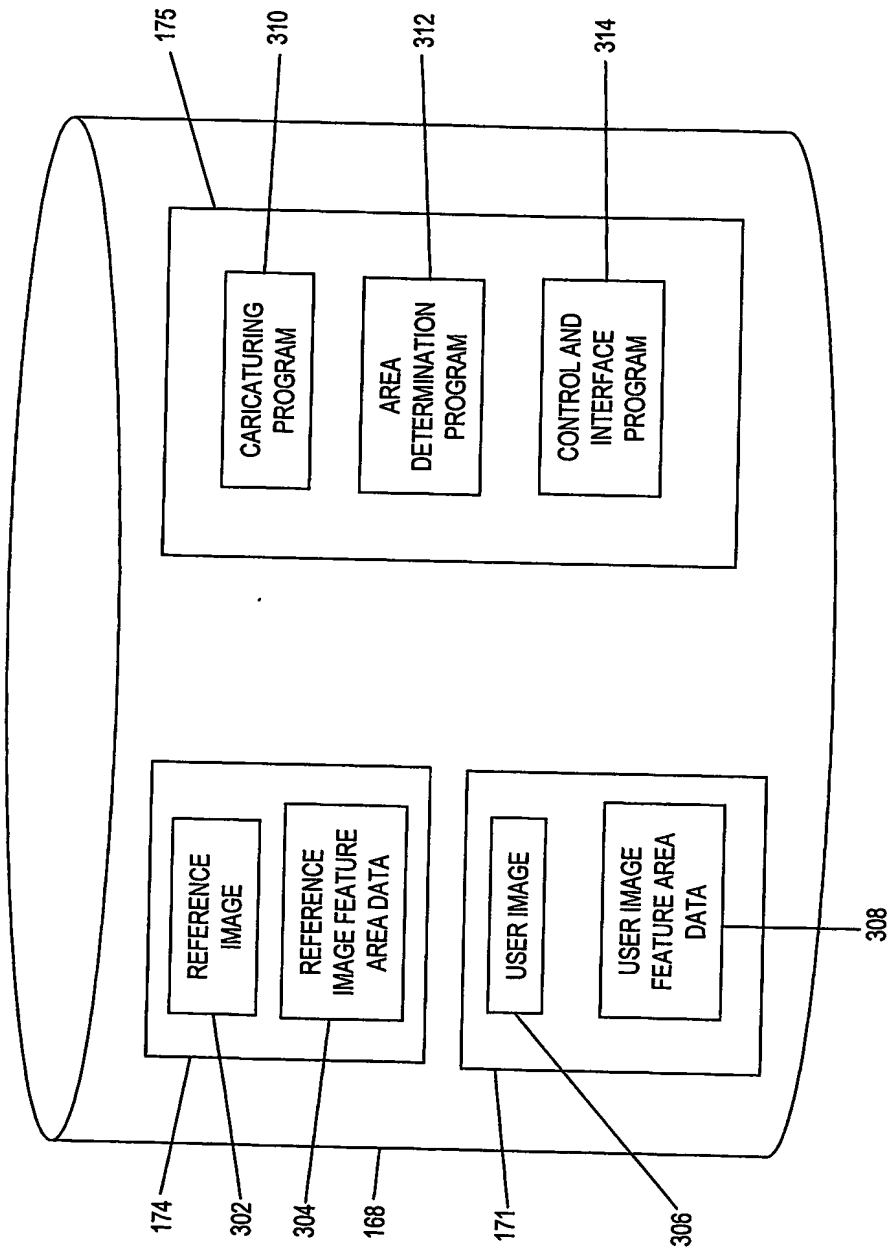 174
302
304
168
171
306
308
REFERENCE
IMAGE
REFERENCE
IMAGE FEATURE
AREA DATA
USER IMAGE
USER IMAGE
FEATURE AREA
DATA
CARICATURING
PROGRAM
AREA
DETERMINATION
PROGRAM
CONTROL AND
INTERFACE
PROGRAM
175
310
312
314